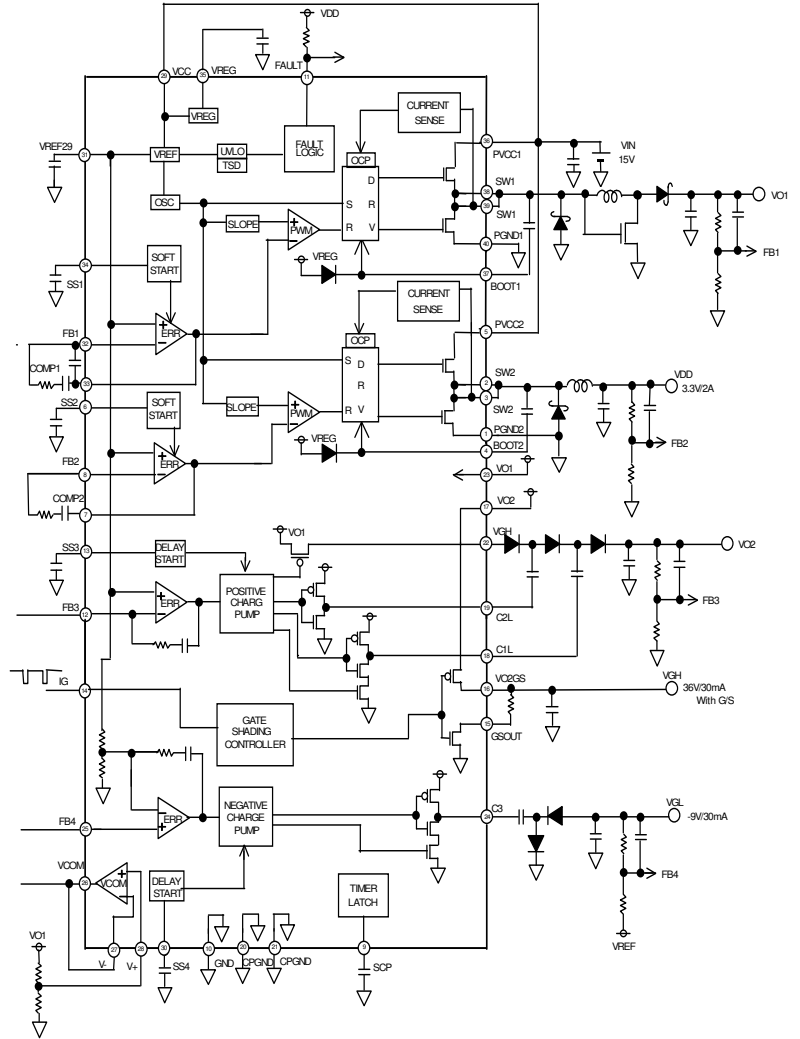 VDD
VCC
VREG
FAULT
29
35
11
VREG
CURRENT
SENSE
36
PVCC1
VIN
15V
VREF29
31
VREF
UVLO
TSD
FAULT
LOGIC
OCP
D
S
R
R
V
38
SW1
39
SW1
VO1
OSC
SLOPE
PWM
40
PGND1
FB1
VREG
37
BOOT1
34
SS1
SOFT
START
CURRENT
SENSE
5
PVCC2
FB1
32
ERR
OCP
S
D
R
R
V
2
SW2
3
SW2
VDD
3.3V/2A
COMP1
33
SS2
6
SOFT
START
SLOPE
PWM
1
PGND2
FB2
VREG
4
BOOT2
FB2
8
ERR
23
VO1
COMP2
7
17
VO2
VO1
VGH
22
VO2
SS3
13
DELAY
START
POSITIVE
CHARG
PUMP
FB3
12
ERR
19
C2L
FB3
18
C1L
IG
14
VO2GS
16
VGH
36V/30mA
With G/S
GATE
SHADING
CONTROLLER
15
GSOUT
NEGATIVE
CHARGE
PUMP
C3
24
VGL
-9V/30mA
FB4
25
ERR
VCOM
26
VCOM
DELAY
START
TIMER
LATCH
FB4
VREF
VO1
27
28
30
10
20
21
9
V-
V+
SS4
GND
CPGND
CPGND
SCP